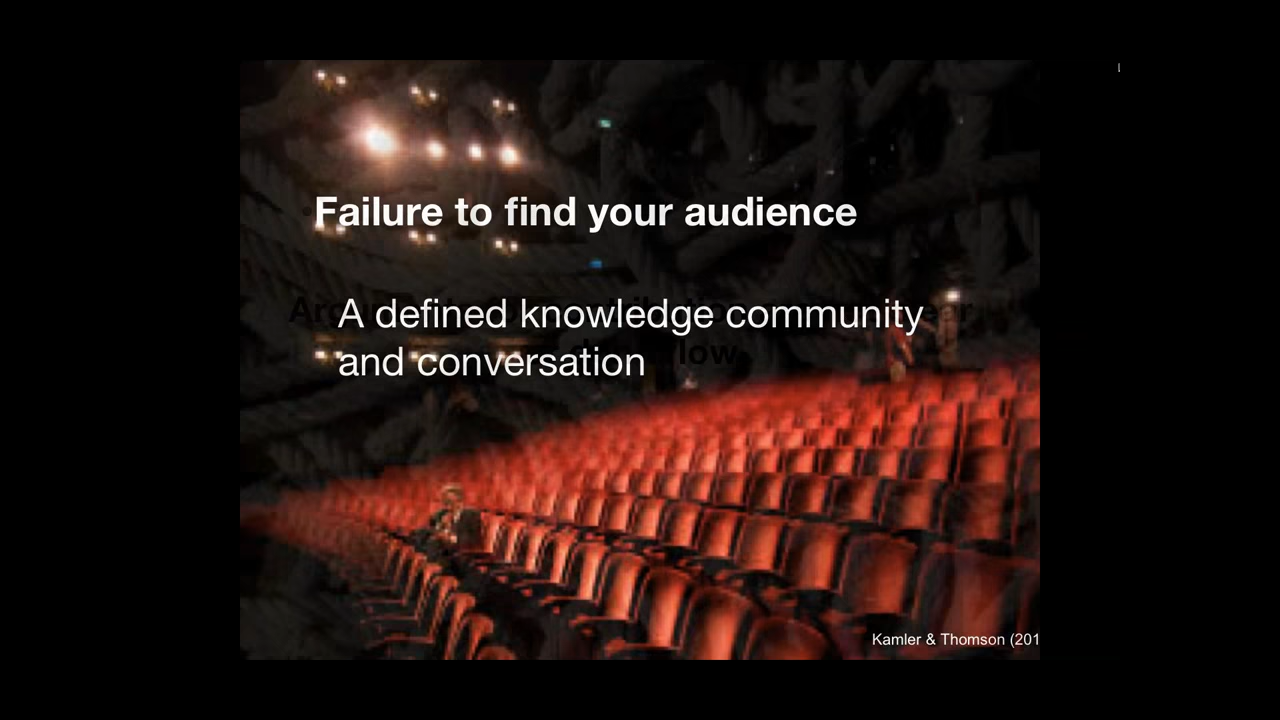 Failure to find your audience
A defined knowledge community
and conversation
Kamler & Thomson (201